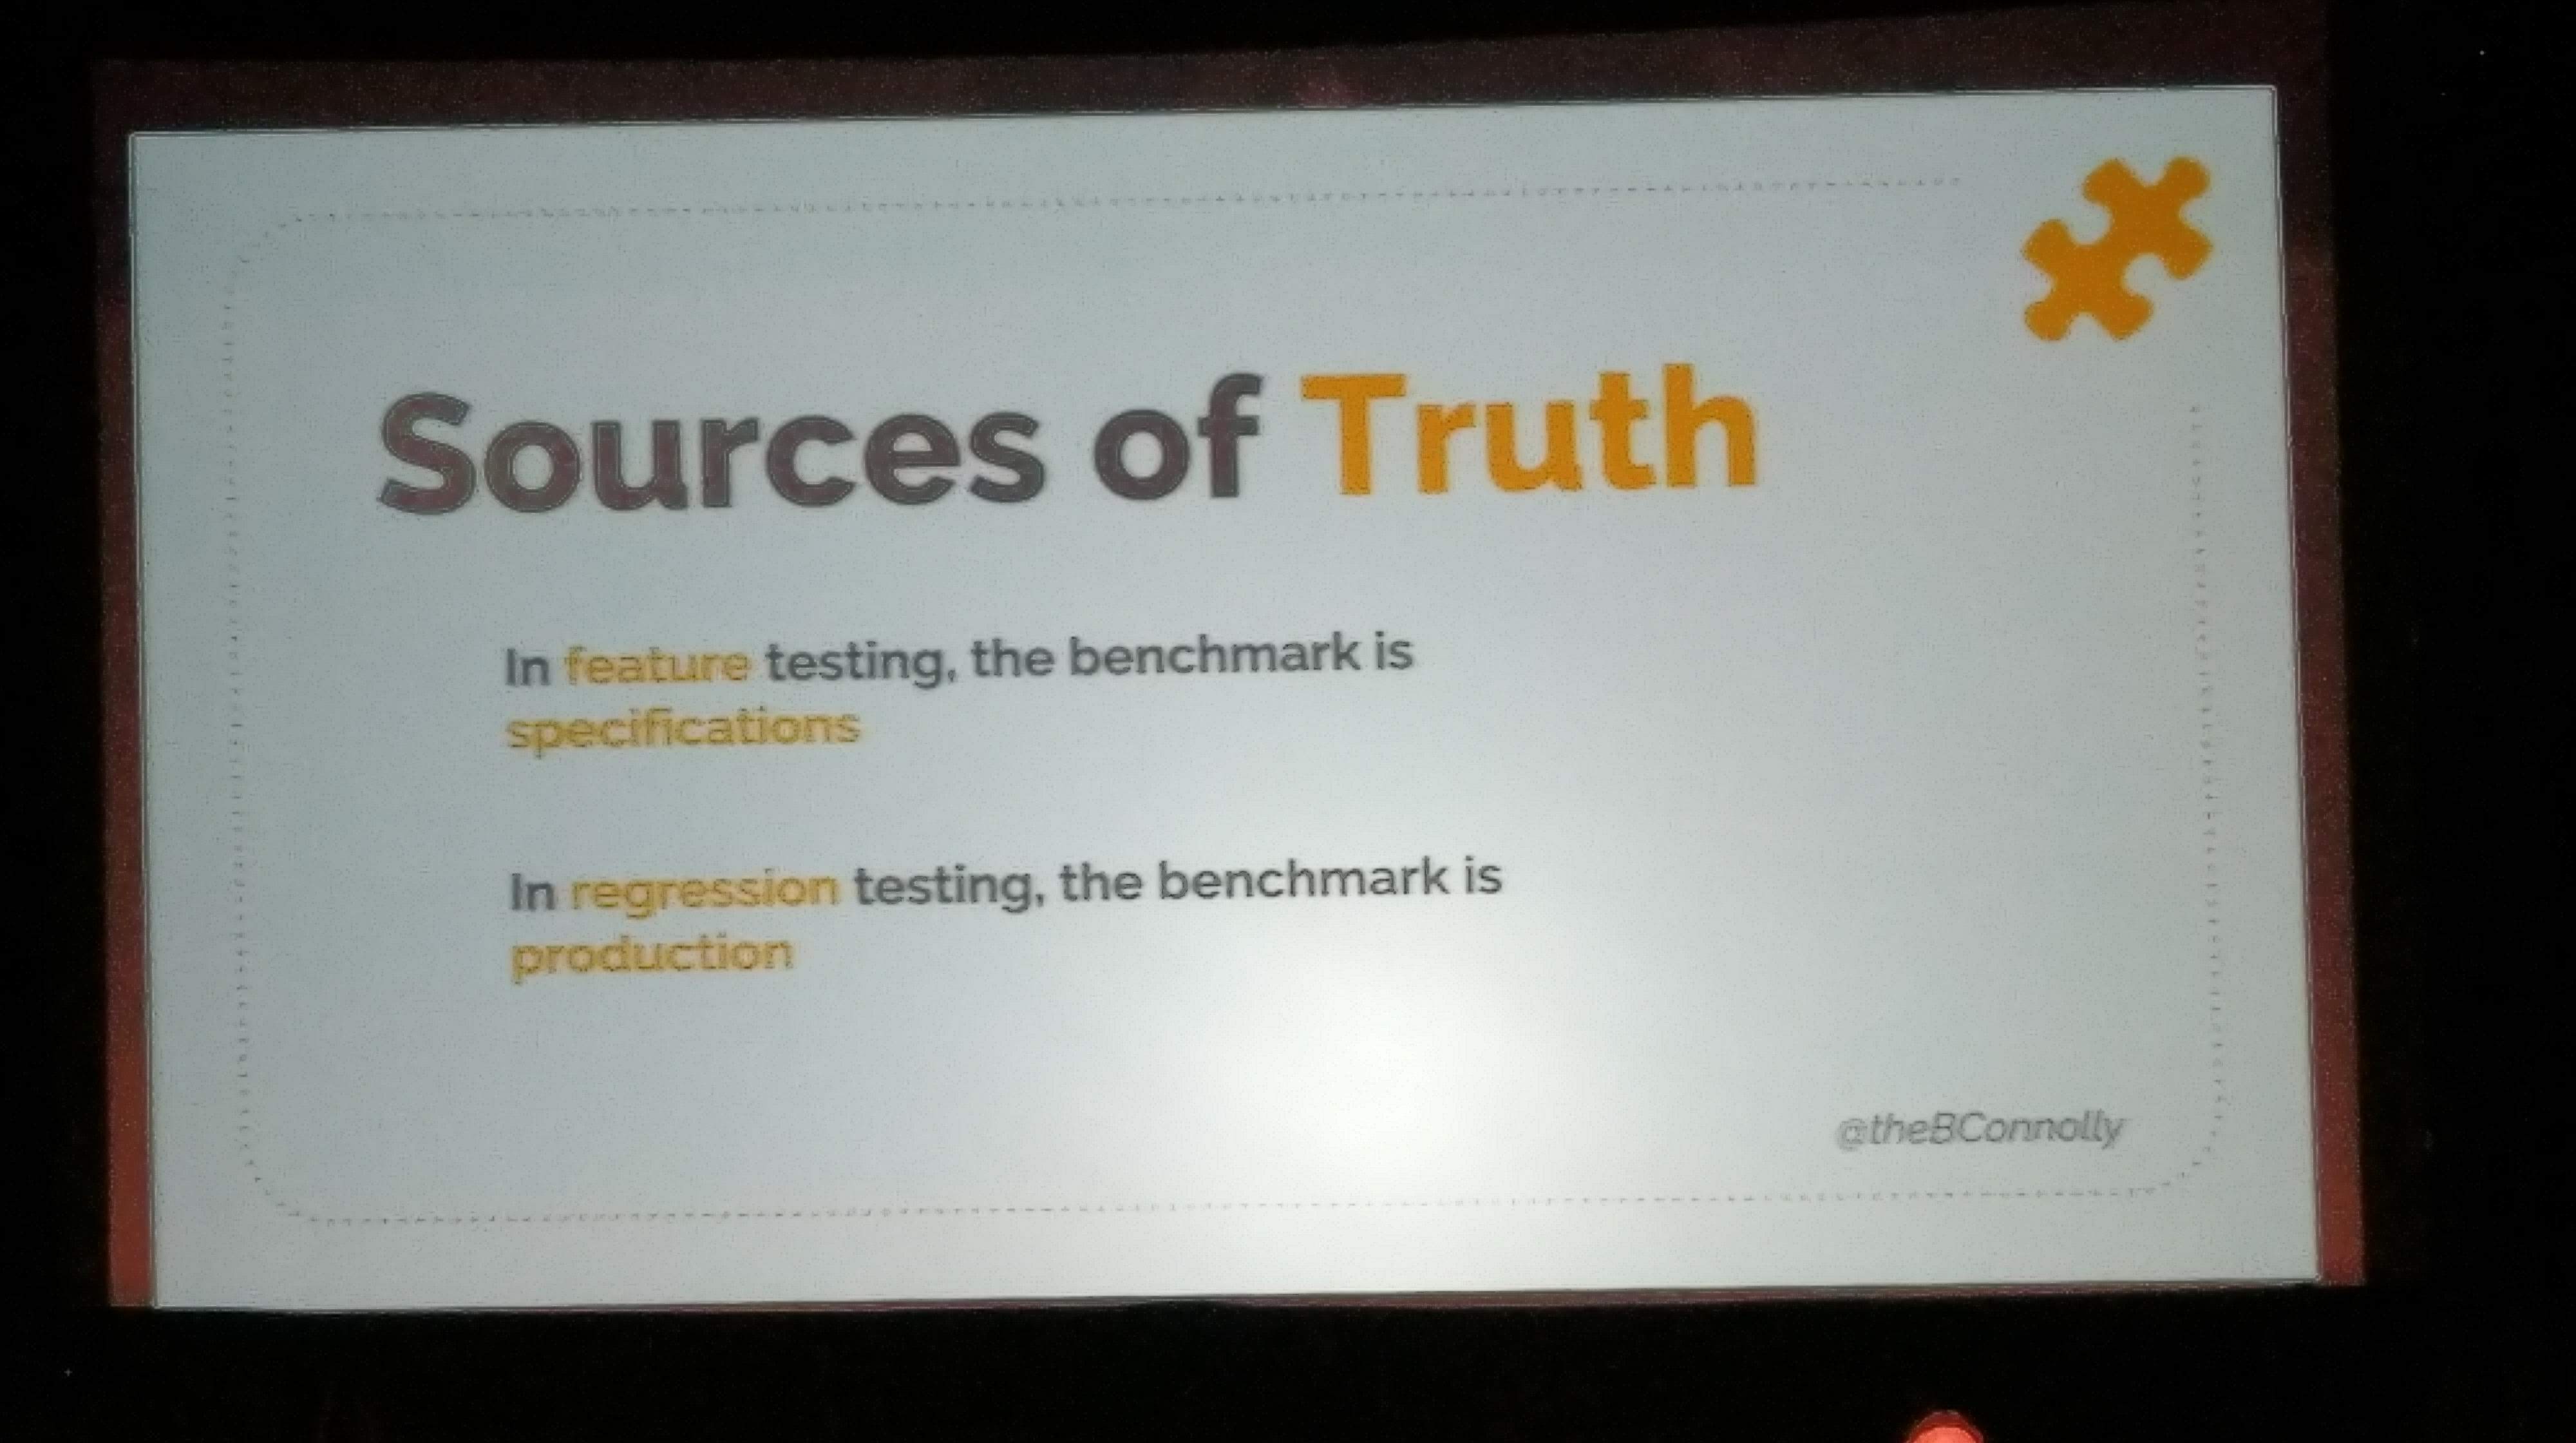 Sources of Truth
In feature testing, the benchmark is
specifications
In regression testing, the benchmark is
production
@theBConnolly